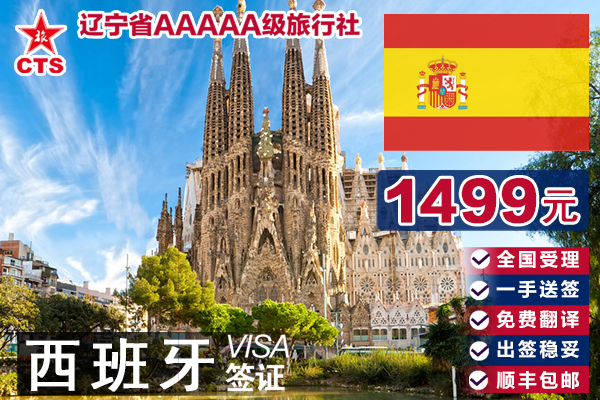 旅
CTS
辽宁省AAAAA级旅行社
1499元
全国受理
一手送签
免费翻译
出签稳妥
顺丰包邮
西班牙
VISA
签证